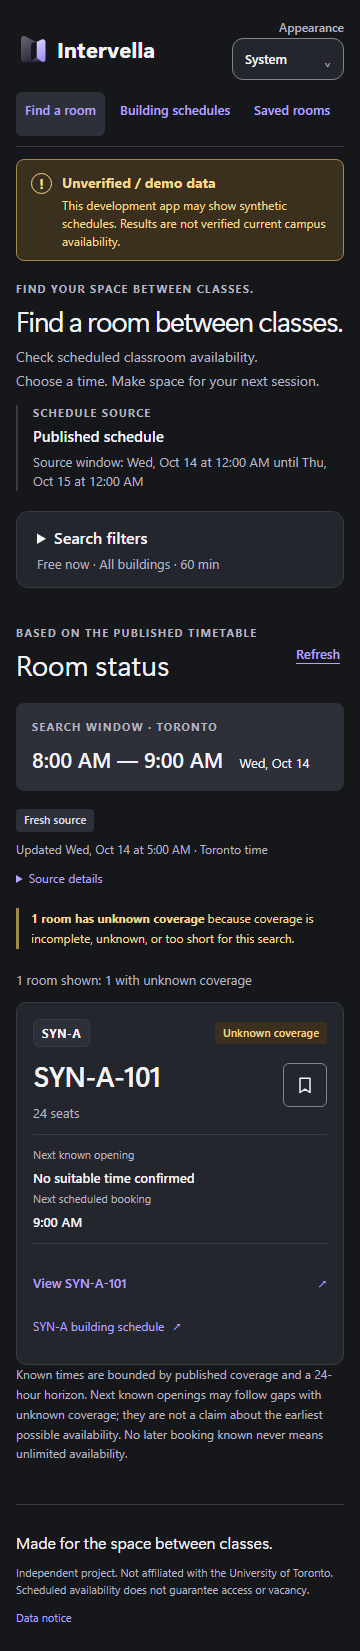 Appearance
Intervella
System
Find a room
Building schedules
Saved rooms
Unverified / demo data
This development app may show synthetic
schedules. Results are not verified current campus
availability.
FIND YOUR SPACE BETWEEN CLASSES.
Find a room between classes.
Check scheduled classroom availability.
Choose a time. Make space for your next session.
SCHEDULE SOURCE
Published schedule
Source window: Wed, Oct 14 at 12:00 AM until Thu,
Oct 15 at 12:00 AM
Search filters
Free now · All buildings · 60 min
BASED ON THE PUBLISHED TIMETABLE
Room status
Refresh
SEARCH WINDOW · TORONTO
8:00 AM — 9:00 AM Wed, Oct 14
Fresh source
Updated Wed, Oct 14 at 5:00 AM · Toronto time
Source details
1 room has unknown coverage because coverage is
incomplete, unknown, or too short for this search.
1 room shown: 1 with unknown coverage
SYN-A
Unknown coverage
SYN-A-101
24 seats
Next known opening
No suitable time confirmed
Next scheduled booking
9:00 AM
View SYN-A-101 ↗
SYN-A building schedule ↗
Known times are bounded by published coverage and a 24-
hour horizon. Next known openings may follow gaps with
unknown coverage; they are not a claim about the earliest
possible availability. No later booking known never means
unlimited availability.
Made for the space between classes.
Independent project. Not affiliated with the University of Toronto.
Scheduled availability does not guarantee access or vacancy.
Data notice